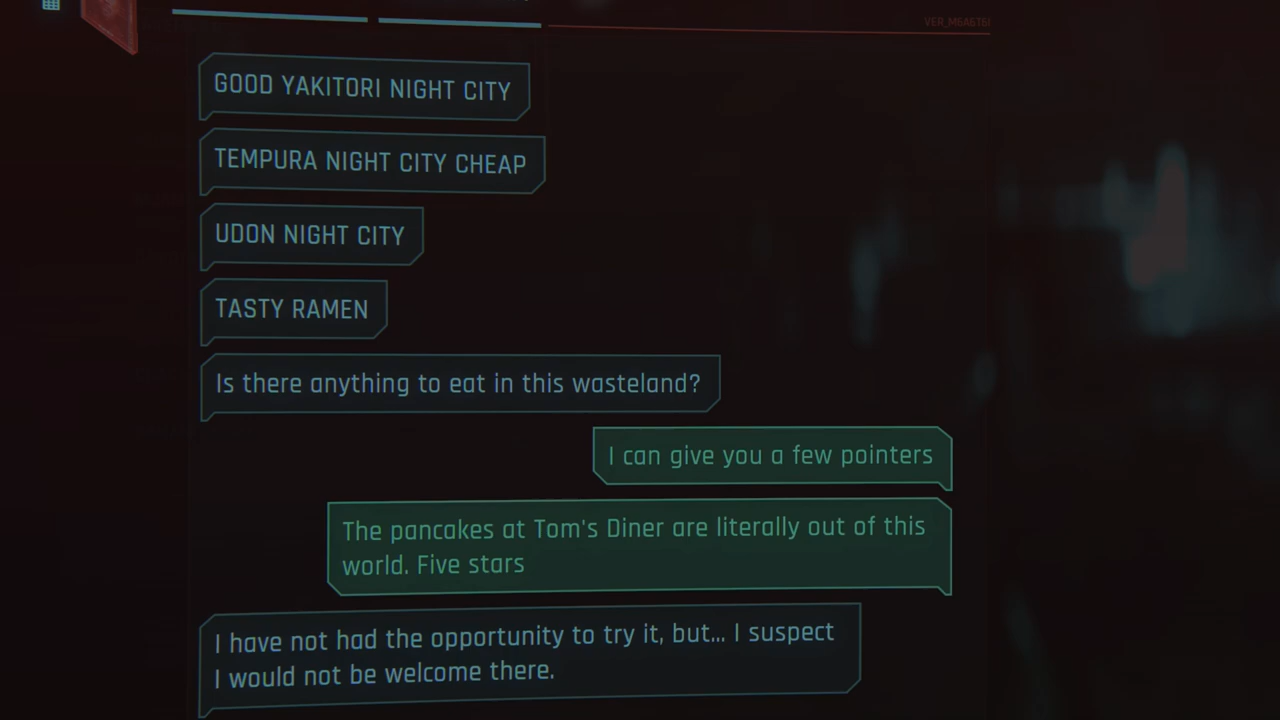 GOOD YAKITORI NIGHT CITY
TEMPURA NIGHT CITY CHEAP
UDON NIGHT CITY
TASTY RAMEN
Is there anything to eat in this wasteland?
I can give you a few pointers
The pancakes at Tom's Diner are literally out of this
world. Five stars
I have not had the opportunity to try it, but... I suspect
I would not be welcome there.